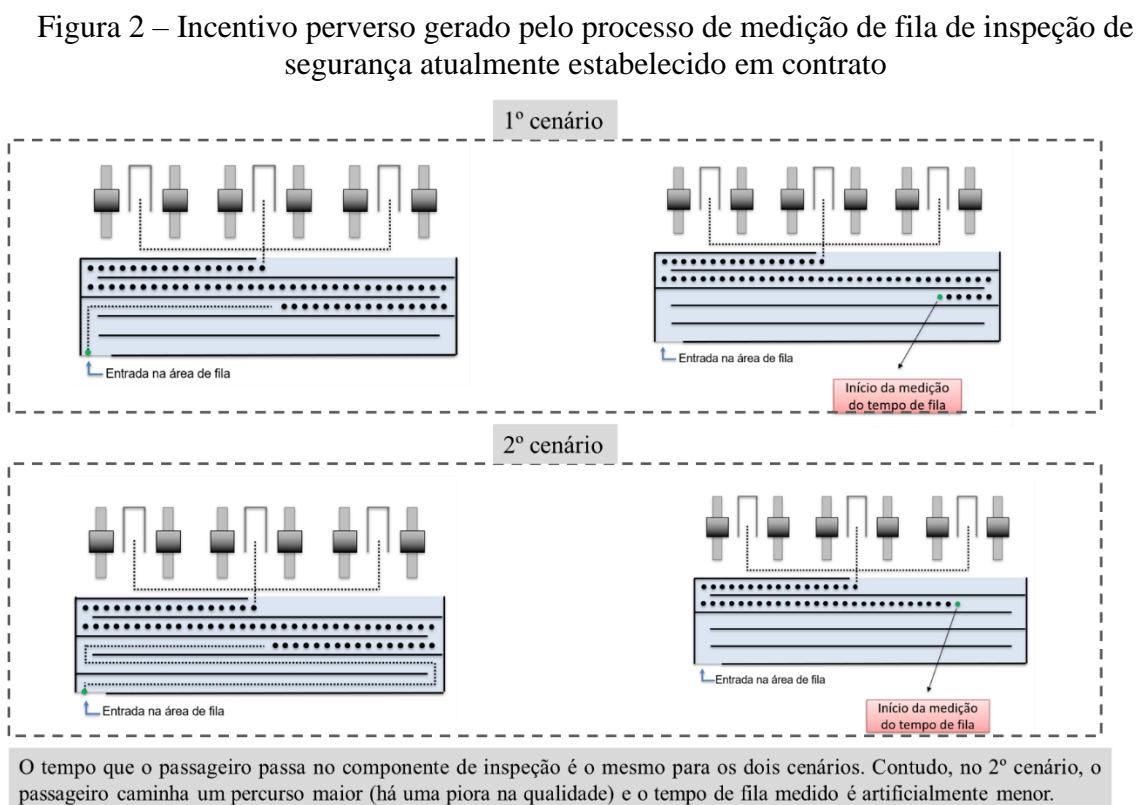 Figura 2 – Incentivo perverso gerado pelo processo de medição de fila de inspeção de
segurança atualmente estabelecido em contrato
1º cenário
Entrada na área de fila
Entrada na área de fila
Início da medição
do tempo de fila
2º cenário
Entrada na área de fila
Entrada na área de fila
Início da medição
do tempo de fila
O tempo que o passageiro passa no componente de inspeção é o mesmo para os dois cenários. Contudo, no 2º cenário, o
passageiro caminha um percurso maior (há uma piora na qualidade) e o tempo de fila medido é artificialmente menor.